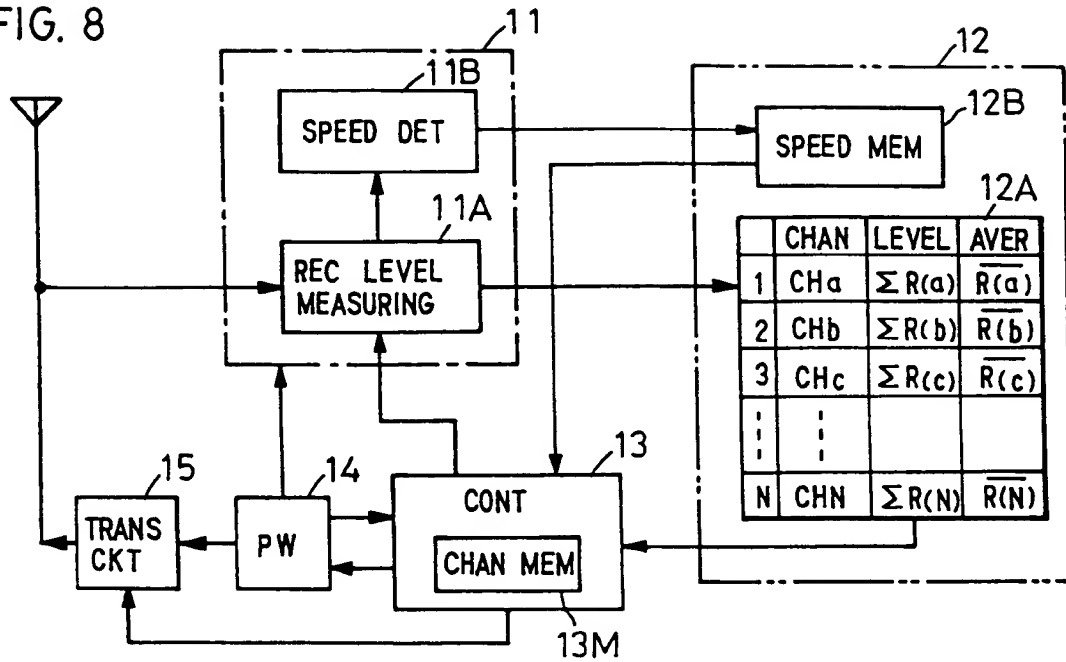 FIG. 8
11
11B
SPEED DET
11A
REC LEVEL
MEASURING
12
12B
SPEED MEM
12A
CHAN LEVEL AVER
1 CHa ΣR(a) R̅(̅a̅)̅
2 CHb ΣR(b) R̅(̅b̅)̅
3 CHc ΣR(c) R̅(̅c̅)̅
N CHN ΣR(N) R̅(̅N̅)̅
13
CONT
CHAN MEM
13M
14
PW
15
TRANS
CKT